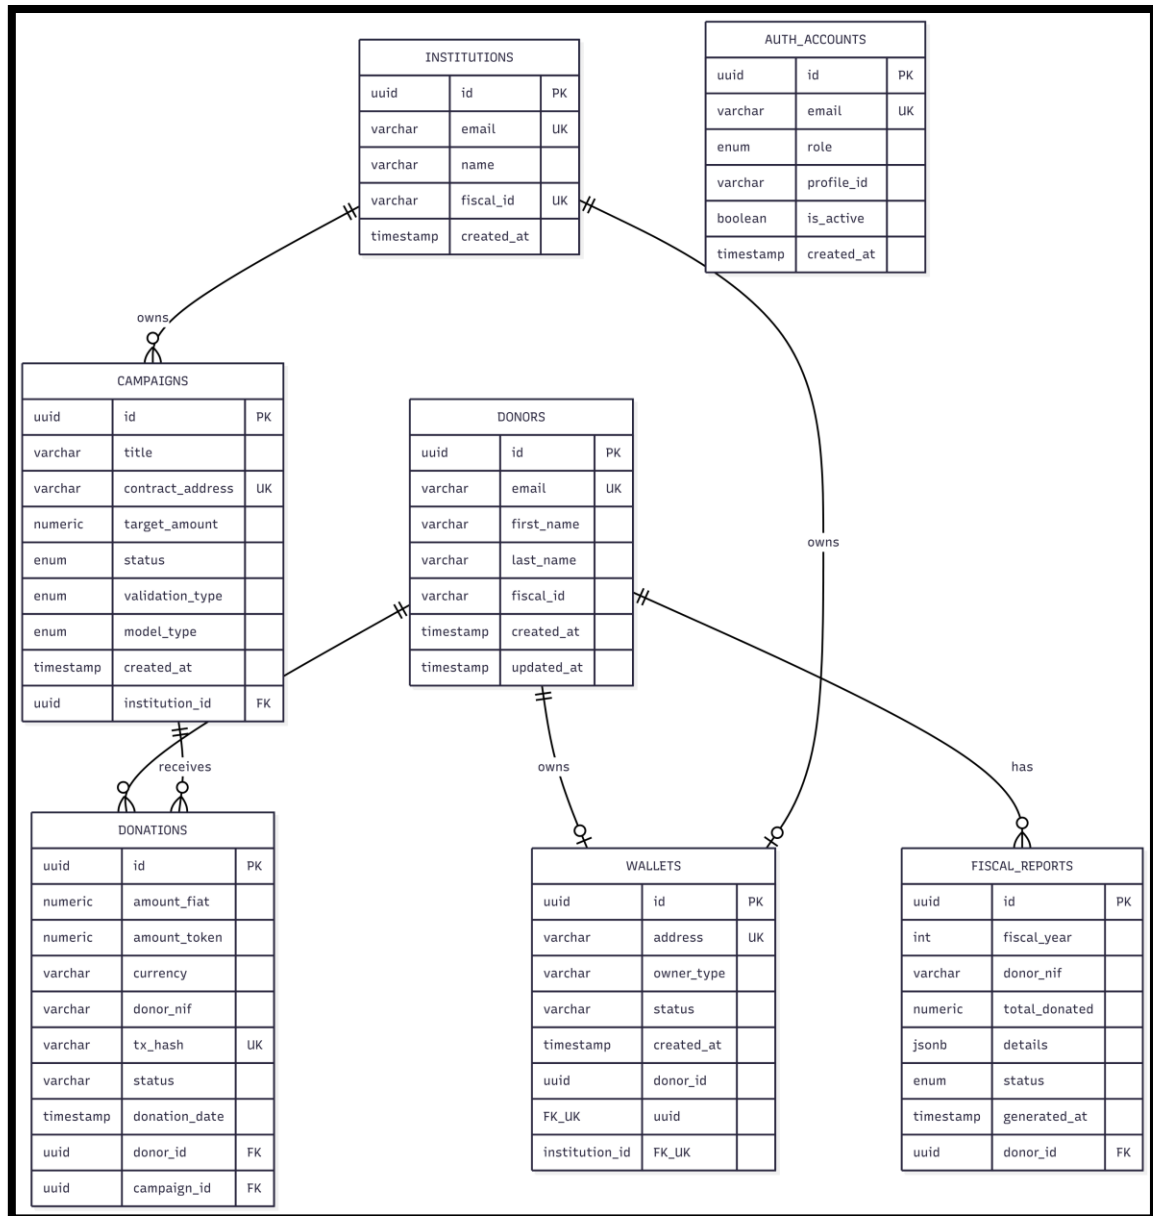 INSTITUTIONS
uuid id PK
varchar email UK
varchar name
varchar fiscal_id UK
timestamp created_at
AUTH_ACCOUNTS
uuid id PK
varchar email UK
enum role
varchar profile_id
boolean is_active
timestamp created_at
owns
CAMPAIGNS
uuid id PK
varchar title
varchar contract_address UK
numeric target_amount
enum status
enum validation_type
enum model_type
timestamp created_at
uuid institution_id FK
DONORS
uuid id PK
varchar email UK
varchar first_name
varchar last_name
varchar fiscal_id
timestamp created_at
timestamp updated_at
owns
receives
owns
has
DONATIONS
uuid id PK
numeric amount_fiat
numeric amount_token
varchar currency
varchar donor_nif
varchar tx_hash UK
varchar status
timestamp donation_date
uuid donor_id FK
uuid campaign_id FK
WALLETS
uuid id PK
varchar address UK
varchar owner_type
varchar status
timestamp created_at
uuid donor_id
FK_UK uuid
institution_id FK_UK
FISCAL_REPORTS
uuid id PK
int fiscal_year
varchar donor_nif
numeric total_donated
jsonb details
enum status
timestamp generated_at
uuid donor_id FK